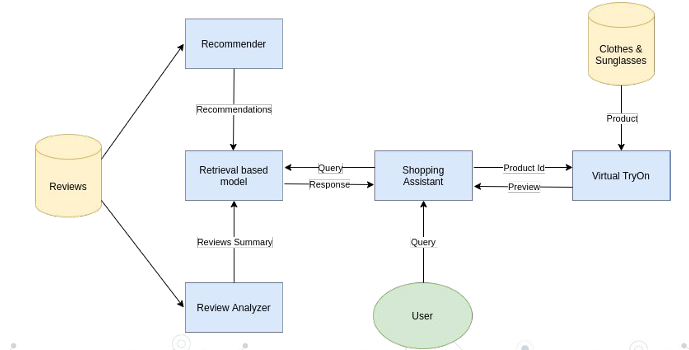 Clothes &
Sunglasses
Recommender
Recommendations
Product
Reviews
Retrieval based
model
Query
Response
Shopping
Assistant
Product Id
Preview
Virtual TryOn
Reviews Summary
Query
Review Analyzer
User